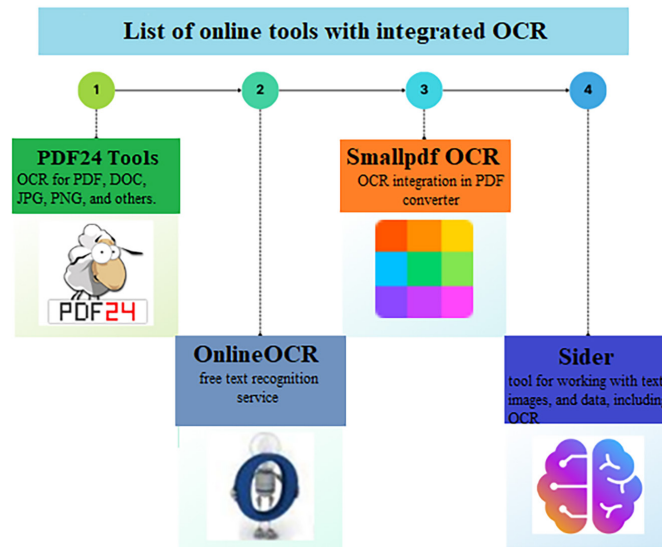 List of online tools with integrated OCR
1
2
3
4
PDF24 Tools
OCR for PDF, DOC,
JPG, PNG, and others.
PDF24
Smallpdf OCR
OCR integration in PDF
converter
OnlineOCR
free text recognition
service
Sider
tool for working with text
images, and data, including
OCR